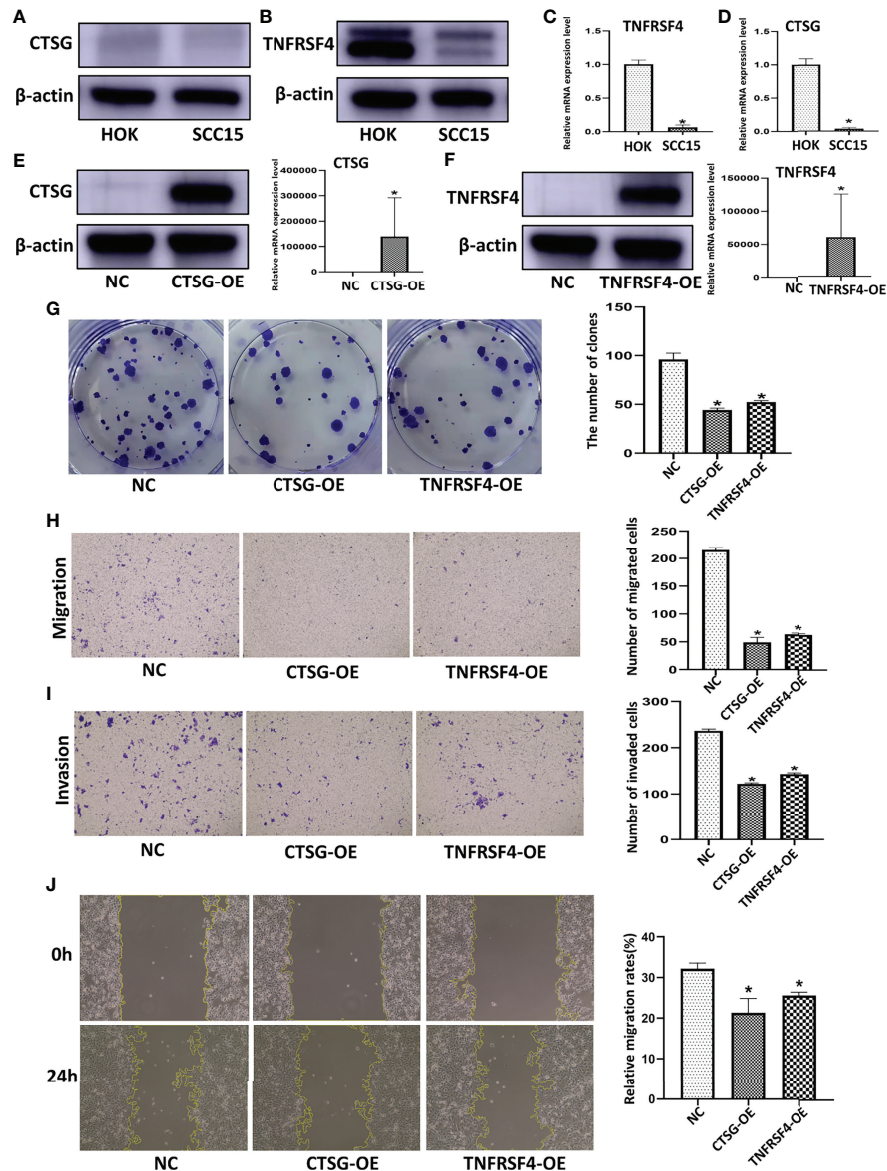 A
CTSG
β-actin
HOK SCC15
B
TNFRSF4
β-actin
HOK SCC15
C
TNFRSF4
Relative mRNA expression level
1.5
1.0
0.5
0.0
*
HOK SCC15
D
CTSG
Relative mRNA expression level
1.5
1.0
0.5
0.0
*
HOK SCC15
E
CTSG
β-actin
NC CTSG-OE
CTSG
Relative mRNA expression level
400000
300000
200000
100000
0
*
NC CTSG-OE
F
TNFRSF4
β-actin
NC TNFRSF4-OE
TNFRSF4
Relative mRNA expression level
150000
100000
50000
0
*
NC TNFRSF4-OE
G
NC CTSG-OE TNFRSF4-OE
The number of clones
150
100
50
0
* *
NC CTSG-OE TNFRSF4-OE
H
Migration
NC CTSG-OE TNFRSF4-OE
Number of migrated cells
250
200
150
100
50
0
* *
NC CTSG-OE TNFRSF4-OE
I
Invasion
NC CTSG-OE TNFRSF4-OE
Number of invaded cells
300
200
100
0
* *
NC CTSG-OE TNFRSF4-OE
J
0h
24h
NC CTSG-OE TNFRSF4-OE
Relative migration rates(%)
40
30
20
10
0
* *
NC CTSG-OE TNFRSF4-OE